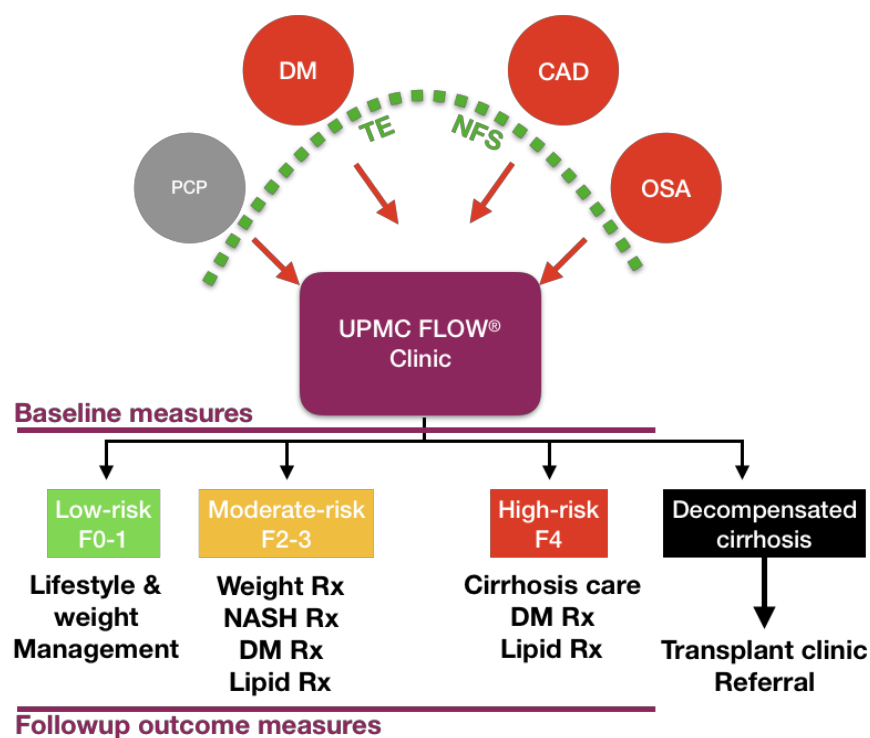 DM
CAD
TE
NFS
PCP
OSA
UPMC FLOW®
Clinic
Baseline measures
Low-risk
F0-1
Moderate-risk
F2-3
High-risk
F4
Decompensated
cirrhosis
Lifestyle &
weight
Management
Weight Rx
NASH Rx
DM Rx
Lipid Rx
Cirrhosis care
DM Rx
Lipid Rx
Transplant clinic
Referral
Followup outcome measures